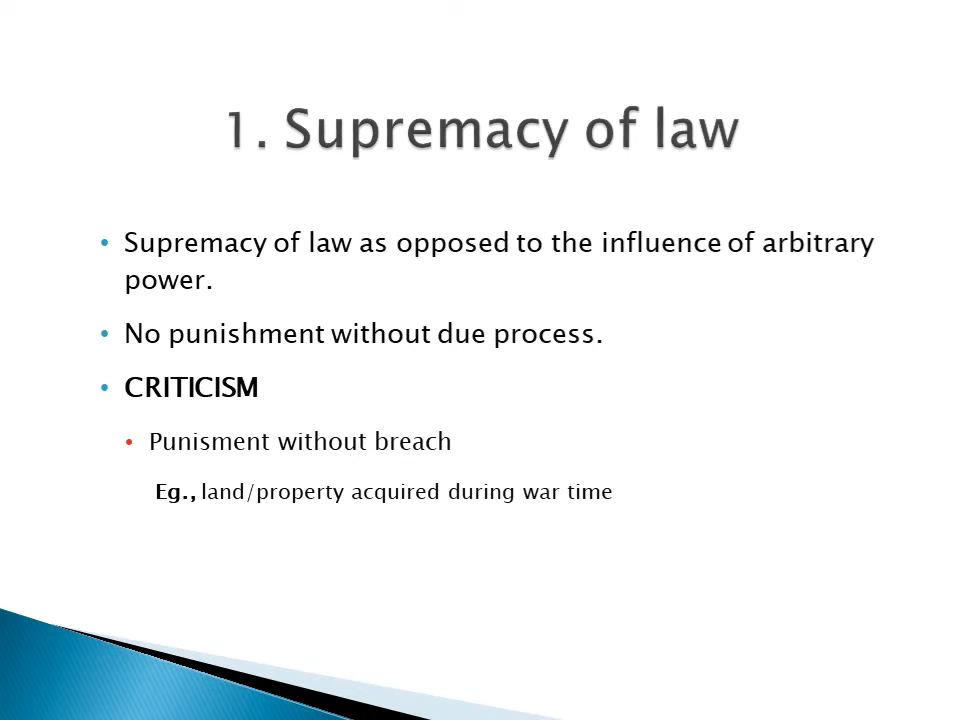 1. Supremacy of law
• Supremacy of law as opposed to the influence of arbitrary
power.
• No punishment without due process.
• CRITICISM
• Punisment without breach
Eg., land/property acquired during war time